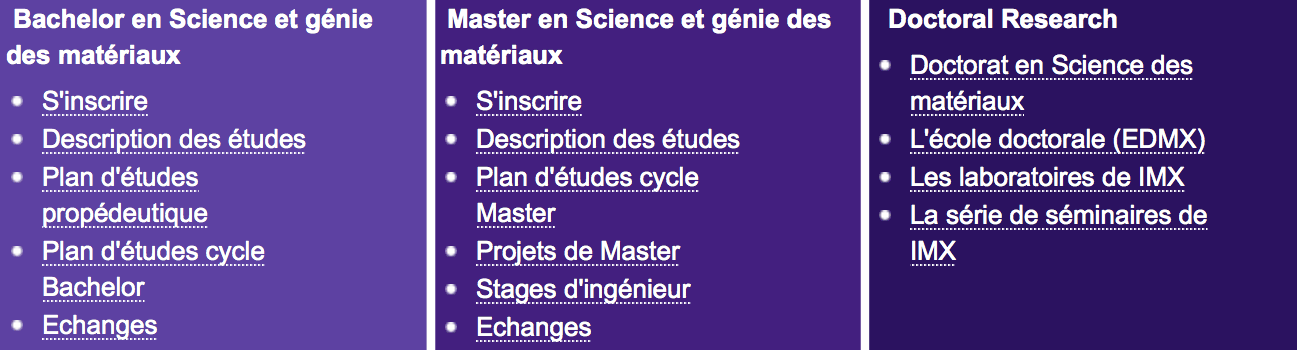 Bachelor en Science et génie
des matériaux
S'inscrire
Description des études
Plan d'études
propédeutique
Plan d'études cycle
Bachelor
Echanges
Master en Science et génie des
matériaux
S'inscrire
Description des études
Plan d'études cycle
Master
Projets de Master
Stages d'ingénieur
Echanges
Doctoral Research
Doctorat en Science des
matériaux
L'école doctorale (EDMX)
Les laboratoires de IMX
La série de séminaires de
IMX